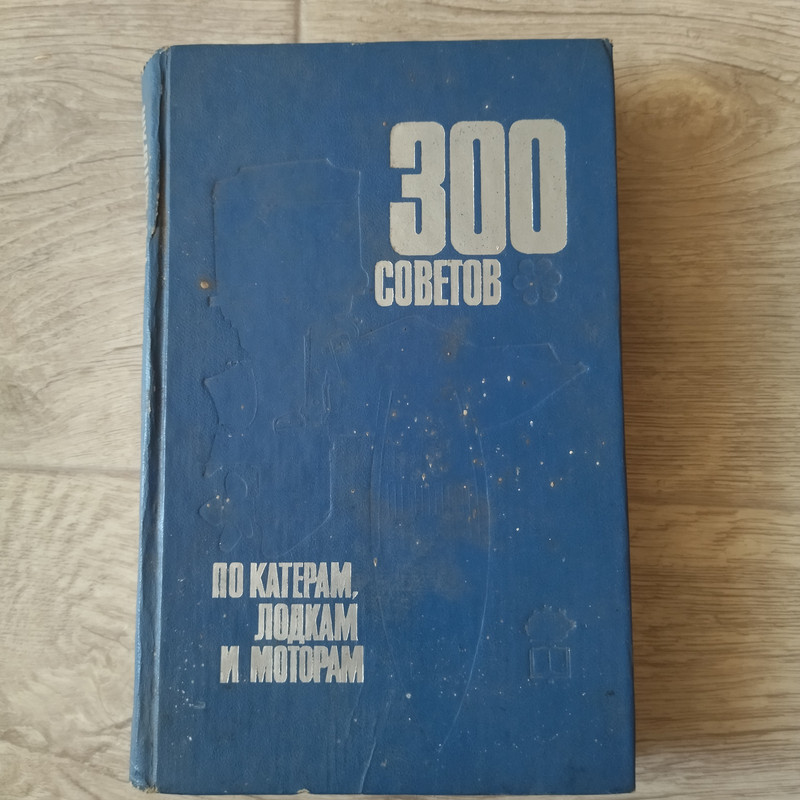 300
СОВЕТОВ
ПО КАТЕРАМ,
ЛОДКАМ
И МОТОРАМ